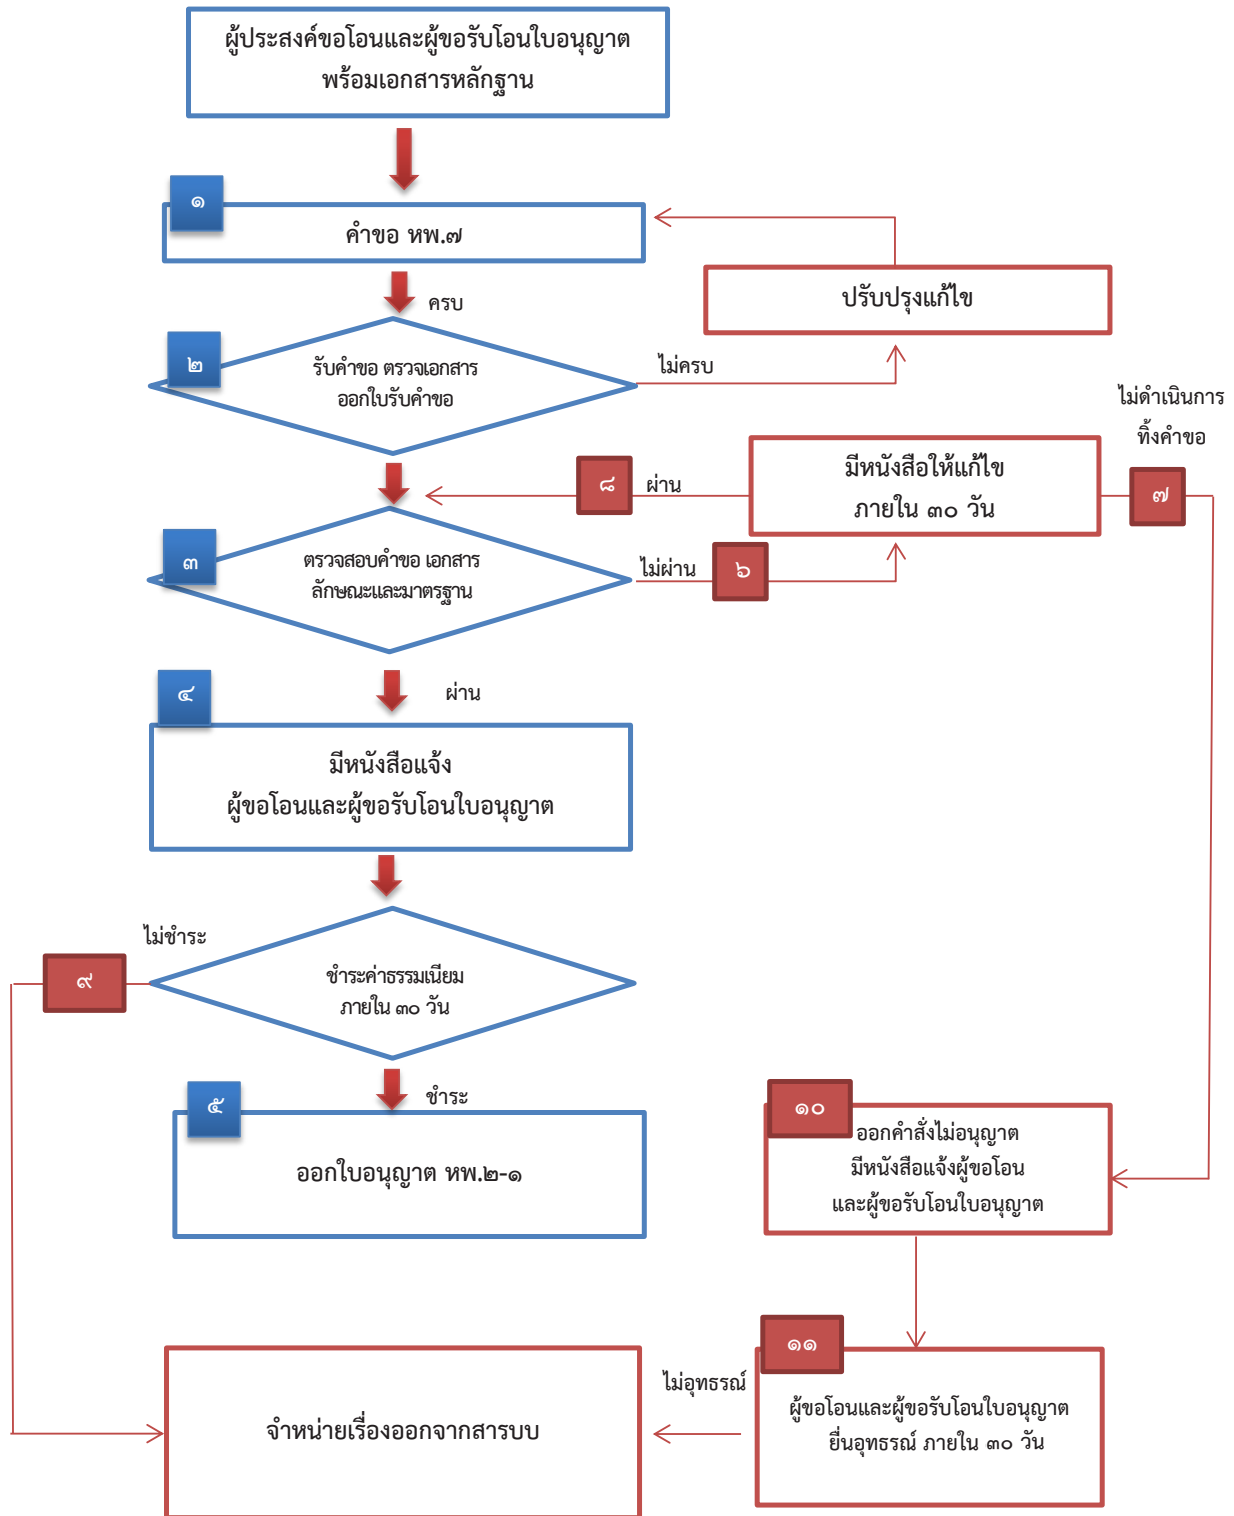 ผู้ประสงค์ขอโอนและผู้ขอรับโอนใบอนุญาต
พร้อมเอกสารหลักฐาน
๑
คำขอ หพ.๗
ปรับปรุงแก้ไข
ครบ
๒
รับคำขอ ตรวจเอกสาร
ออกใบรับคำขอ
ไม่ครบ
ไม่ดำเนินการ
ทิ้งคำขอ
มีหนังสือให้แก้ไข
ภายใน ๓๐ วัน
๘
ผ่าน
๗
๓
ตรวจสอบคำขอ เอกสาร
ลักษณะและมาตรฐาน
ไม่ผ่าน
๖
๔
ผ่าน
มีหนังสือแจ้ง
ผู้ขอโอนและผู้ขอรับโอนใบอนุญาต
ไม่ชำระ
๙
ชำระค่าธรรมเนียม
ภายใน ๓๐ วัน
๕
ชำระ
ออกใบอนุญาต หพ.๒-๑
๑๐
ออกคำสั่งไม่อนุญาต
มีหนังสือแจ้งผู้ขอโอน
และผู้ขอรับโอนใบอนุญาต
๑๑
ไม่อุทธรณ์
ผู้ขอโอนและผู้ขอรับโอนใบอนุญาต
ยื่นอุทธรณ์ ภายใน ๓๐ วัน
จำหน่ายเรื่องออกจากสารบบ